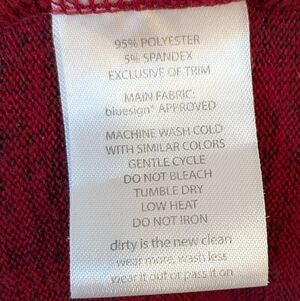 95% POLYESTER
5% SPANDEX
EXCLUSIVE OF TRIM
MAIN FABRIC:
bluesign® APPROVED
MACHINE WASH COLD
WITH SIMILAR COLORS
GENTLE CYCLE
DO NOT BLEACH
TUMBLE DRY
LOW HEAT
DO NOT IRON
dirty is the new clean
wear more, wash less
wear it out or pass it on